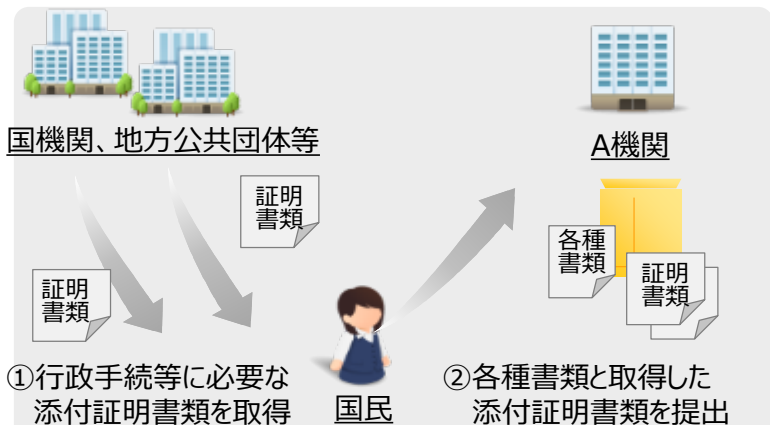 国機関、地方公共団体等
A機関
証明
書類
各種
書類
証明
書類
証明
書類
①行政手続等に必要な
添付証明書類を取得
国民
②各種書類と取得した
添付証明書類を提出